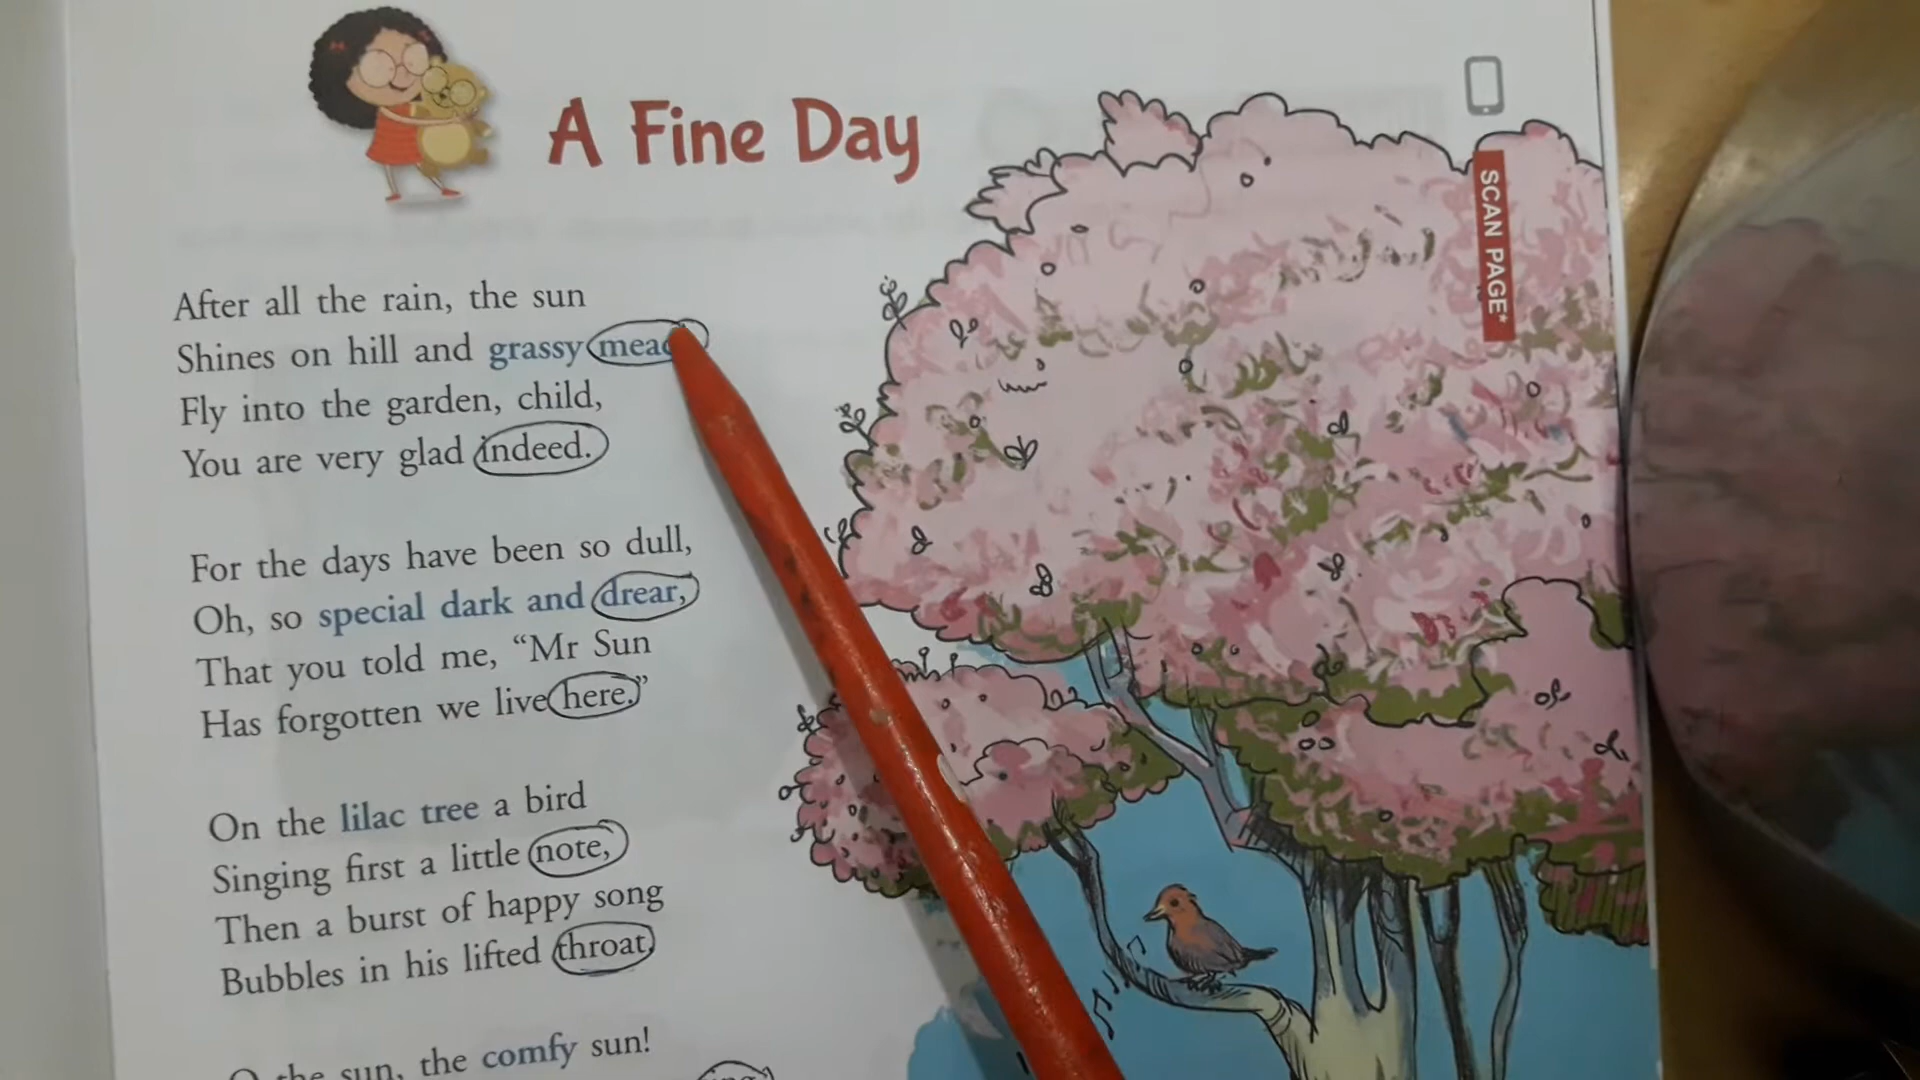 A Fine Day
SCAN PAGE*
After all the rain, the sun
Shines on hill and grassy
Fly into the garden, child,
You are very glad indeed.
For the days have been so dull,
Oh, so special dark and drear,
That you told me, “Mr Sun
Has forgotten we live here.”
On the lilac tree a bird
Singing first a little note,
Then a burst of happy song
Bubbles in his lifted throat.
the sun, the comfy sun!